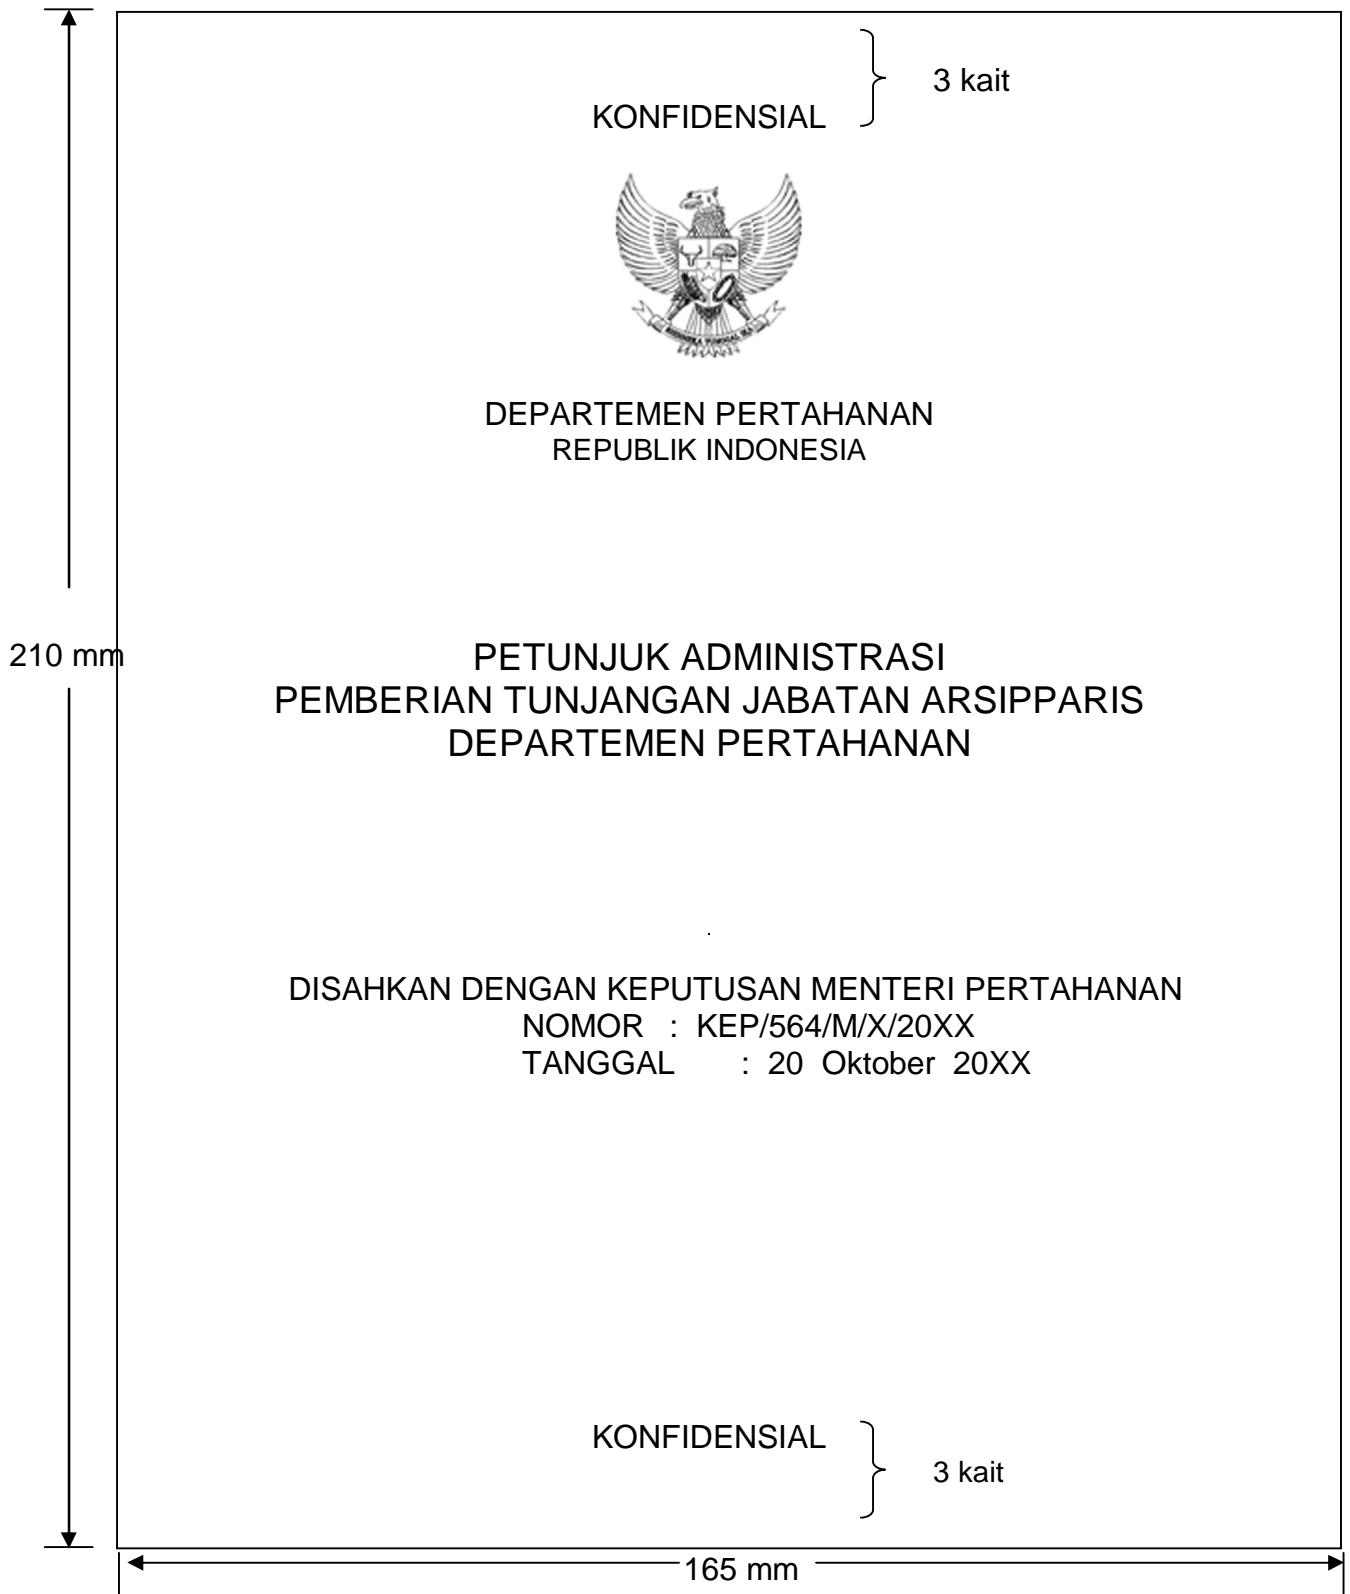 3 kait
KONFIDENSIAL
DEPARTEMEN PERTAHANAN
REPUBLIK INDONESIA
210 mm
PETUNJUK ADMINISTRASI
PEMBERIAN TUNJANGAN JABATAN ARSIPPARIS
DEPARTEMEN PERTAHANAN
.
DISAHKAN DENGAN KEPUTUSAN MENTERI PERTAHANAN
NOMOR : KEP/564/M/X/20XX
TANGGAL : 20 Oktober 20XX
KONFIDENSIAL
3 kait
165 mm